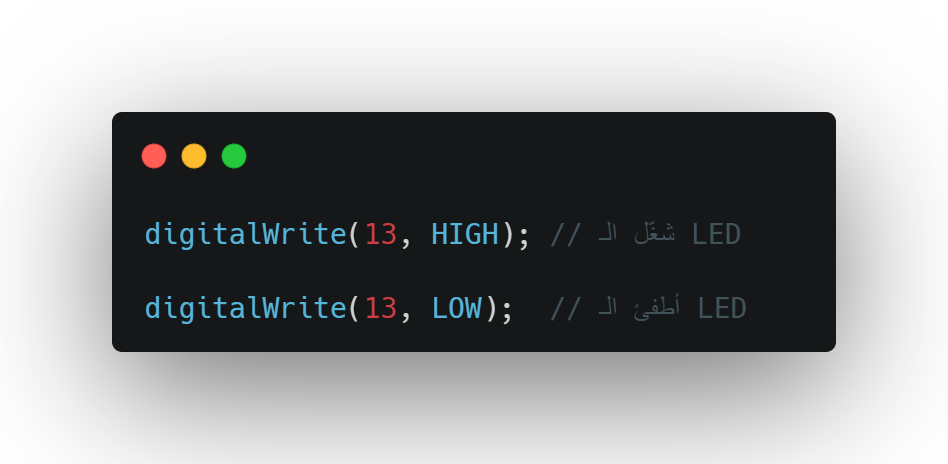 digitalWrite(13, HIGH); // شغّل الـ LED
digitalWrite(13, LOW);  // أطفئ الـ LED